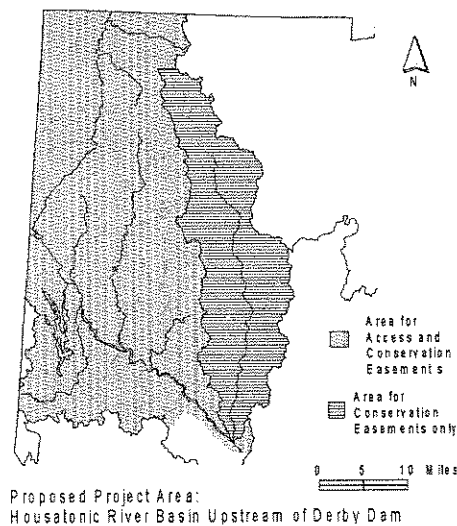 N
Area for
Access and
Conservation
Easements
Area for
Conservation
Easements only
0 5 10 Miles
Proposed Project Area:
Housatonic River Basin Upstream of Derby Dam